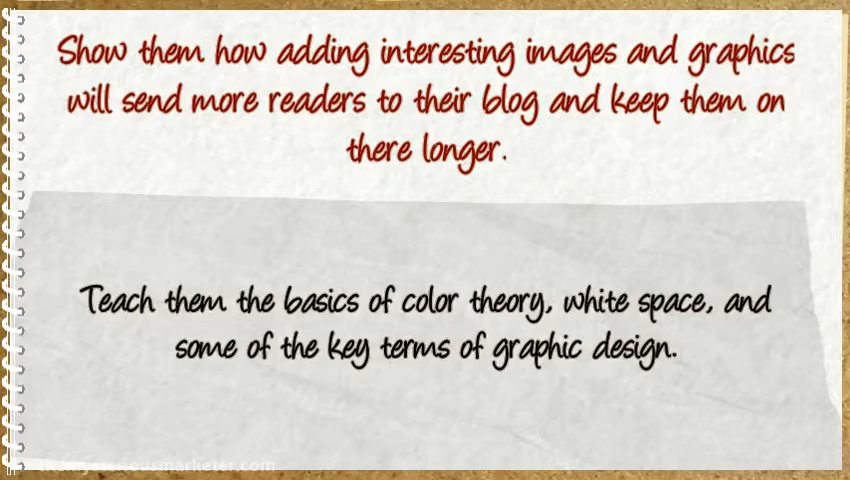 Show them how adding interesting images and graphics
will send more readers to their blog and keep them on
there longer.
Teach them the basics of color theory, white space, and
some of the key terms of graphic design.